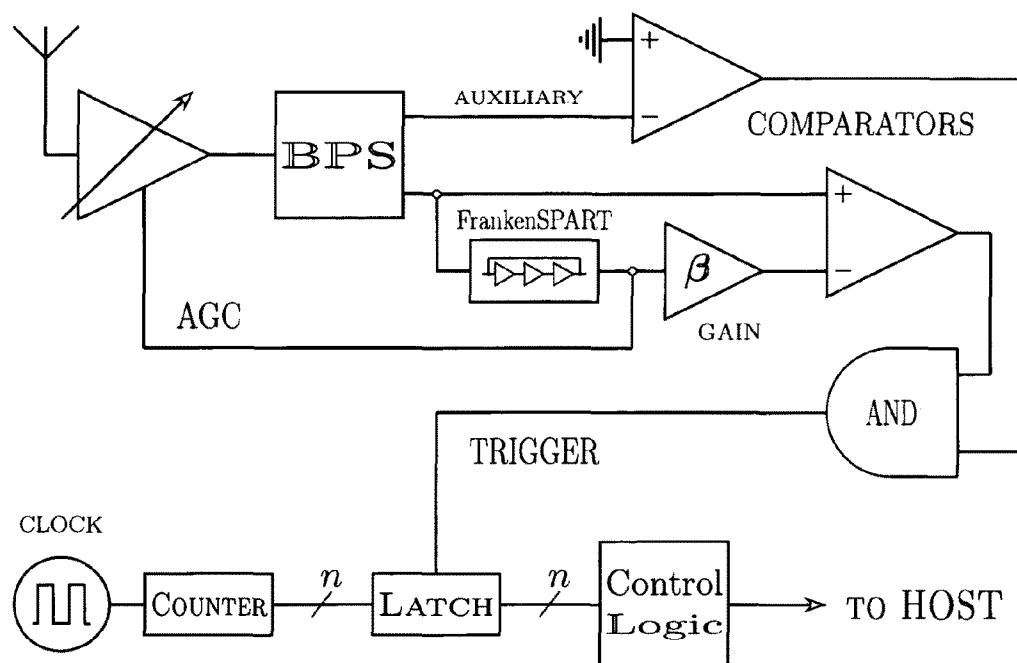 +
−
AUXILIARY
COMPARATORS
BPS
+
−
FrankenSPART
β
GAIN
AGC
AND
TRIGGER
CLOCK
COUNTER
n
LATCH
n
Control
Logic
TO HOST